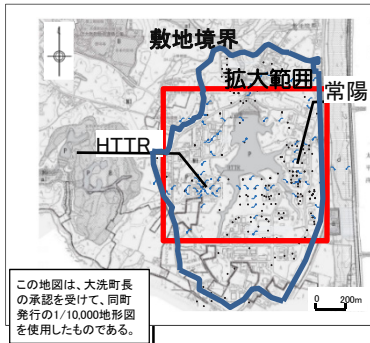 敷地境界
拡大範囲
常陽
HTTR
この地図は、大洗町長
の承認を受けて、同町
発行の1/10,000地形図
を使用したものである。
0 200m